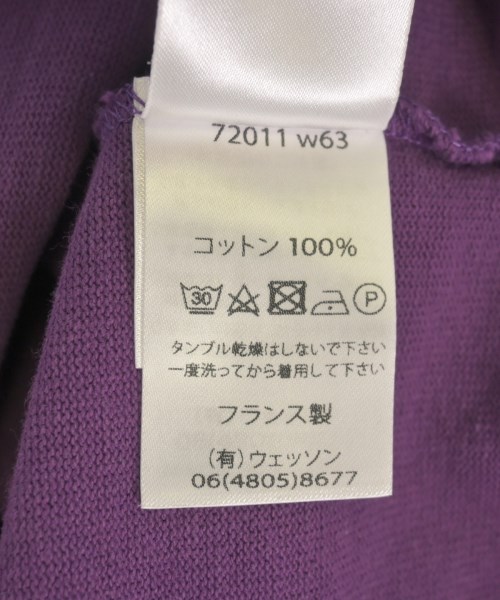 72011 w63
コットン 100%
30 P
タンブル乾燥はしないで下さい
一度洗ってから着用して下さい
フランス製
(有)ウェッソン
06(4805)8677